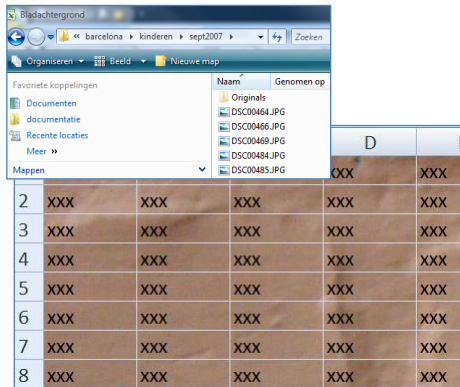 Bladachtergrond
« barcelona kinderen sept2007 Zoeken
Organiseren Beeld Nieuwe map
Favoriete koppelingen
Documenten
documentatie
Recente locaties
Meer »
Mappen
Naam Genomen op
Originals
DSC00464.JPG
DSC00466.JPG
DSC00469.JPG
DSC00484.JPG
DSC00485.JPG
D
xxx xxx
2 xxx xxx xxx xxx xxx
3 xxx xxx xxx xxx xxx
4 xxx xxx xxx xxx xxx
5 xxx xxx xxx xxx xxx
6 xxx xxx xxx xxx xxx
7 xxx xxx xxx xxx xxx
8 xxx xxx xxx xxx xxx